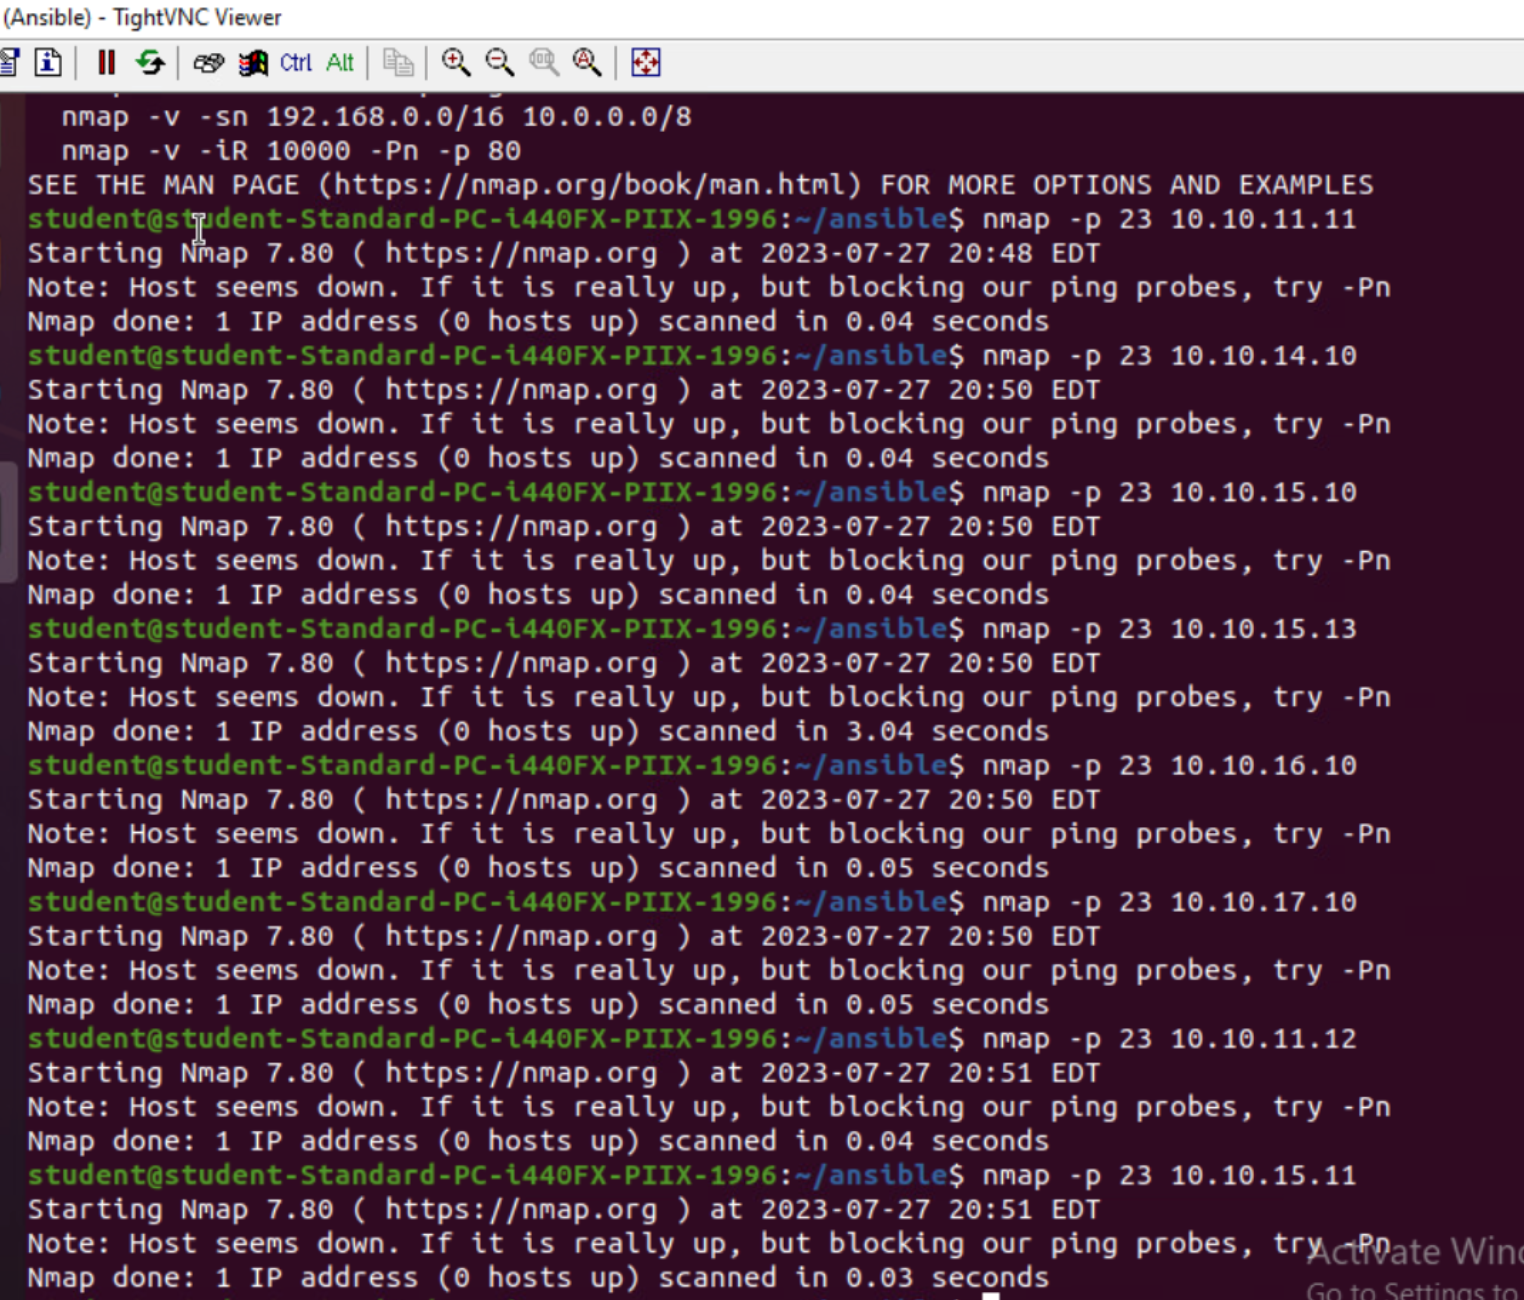 (Ansible) - TightVNC Viewer
Ctrl Alt
nmap -v -sn 192.168.0.0/16 10.0.0.0/8
nmap -v -iR 10000 -Pn -p 80
SEE THE MAN PAGE (https://nmap.org/book/man.html) FOR MORE OPTIONS AND EXAMPLES
student@student-Standard-PC-i440FX-PIIX-1996:~/ansible$ nmap -p 23 10.10.11.11
Starting Nmap 7.80 ( https://nmap.org ) at 2023-07-27 20:48 EDT
Note: Host seems down. If it is really up, but blocking our ping probes, try -Pn
Nmap done: 1 IP address (0 hosts up) scanned in 0.04 seconds
student@student-Standard-PC-i440FX-PIIX-1996:~/ansible$ nmap -p 23 10.10.14.10
Starting Nmap 7.80 ( https://nmap.org ) at 2023-07-27 20:50 EDT
Note: Host seems down. If it is really up, but blocking our ping probes, try -Pn
Nmap done: 1 IP address (0 hosts up) scanned in 0.04 seconds
student@student-Standard-PC-i440FX-PIIX-1996:~/ansible$ nmap -p 23 10.10.15.10
Starting Nmap 7.80 ( https://nmap.org ) at 2023-07-27 20:50 EDT
Note: Host seems down. If it is really up, but blocking our ping probes, try -Pn
Nmap done: 1 IP address (0 hosts up) scanned in 0.04 seconds
student@student-Standard-PC-i440FX-PIIX-1996:~/ansible$ nmap -p 23 10.10.15.13
Starting Nmap 7.80 ( https://nmap.org ) at 2023-07-27 20:50 EDT
Note: Host seems down. If it is really up, but blocking our ping probes, try -Pn
Nmap done: 1 IP address (0 hosts up) scanned in 3.04 seconds
student@student-Standard-PC-i440FX-PIIX-1996:~/ansible$ nmap -p 23 10.10.16.10
Starting Nmap 7.80 ( https://nmap.org ) at 2023-07-27 20:50 EDT
Note: Host seems down. If it is really up, but blocking our ping probes, try -Pn
Nmap done: 1 IP address (0 hosts up) scanned in 0.05 seconds
student@student-Standard-PC-i440FX-PIIX-1996:~/ansible$ nmap -p 23 10.10.17.10
Starting Nmap 7.80 ( https://nmap.org ) at 2023-07-27 20:50 EDT
Note: Host seems down. If it is really up, but blocking our ping probes, try -Pn
Nmap done: 1 IP address (0 hosts up) scanned in 0.05 seconds
student@student-Standard-PC-i440FX-PIIX-1996:~/ansible$ nmap -p 23 10.10.11.12
Starting Nmap 7.80 ( https://nmap.org ) at 2023-07-27 20:51 EDT
Note: Host seems down. If it is really up, but blocking our ping probes, try -Pn
Nmap done: 1 IP address (0 hosts up) scanned in 0.04 seconds
student@student-Standard-PC-i440FX-PIIX-1996:~/ansible$ nmap -p 23 10.10.15.11
Starting Nmap 7.80 ( https://nmap.org ) at 2023-07-27 20:51 EDT
Note: Host seems down. If it is really up, but blocking our ping probes, try -Pn
Activate Win
Nmap done: 1 IP address (0 hosts up) scanned in 0.03 seconds
Go to Settings to